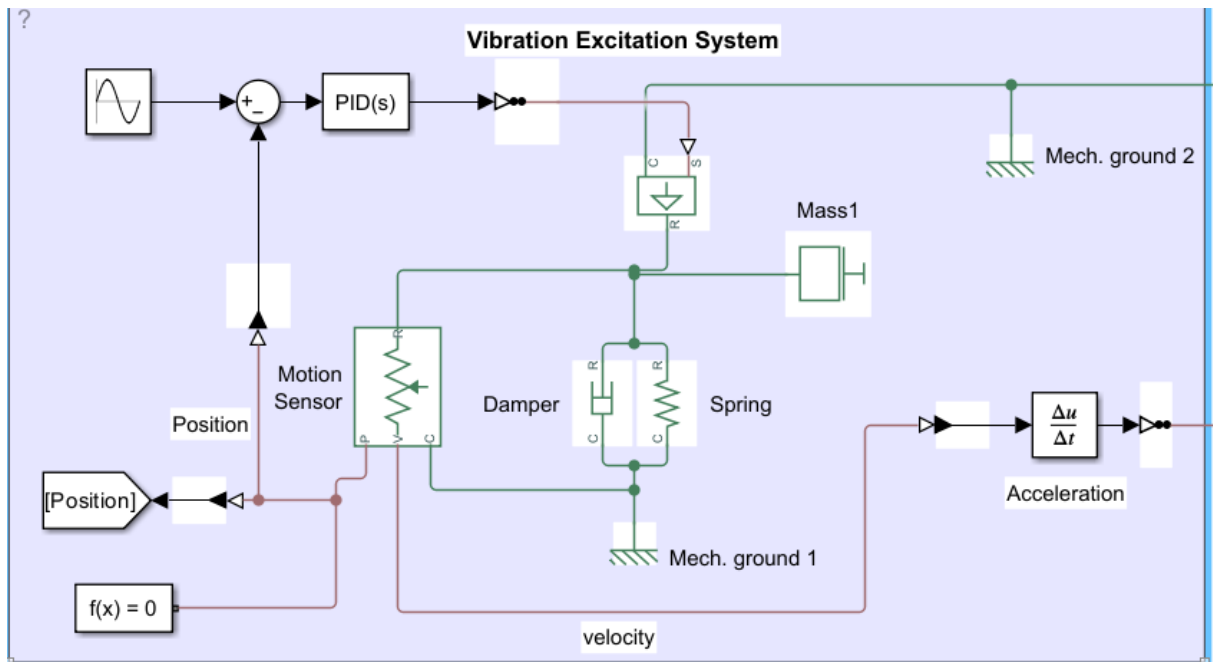 ?
Vibration Excitation System
+
−
PID(s)
C
S
R
Mech. ground 2
Mass1
R
Motion
Sensor
P
V
C
R
C
Damper
R
C
Spring
Position
[Position]
Δu
Δt
Acceleration
Mech. ground 1
f(x) = 0
velocity